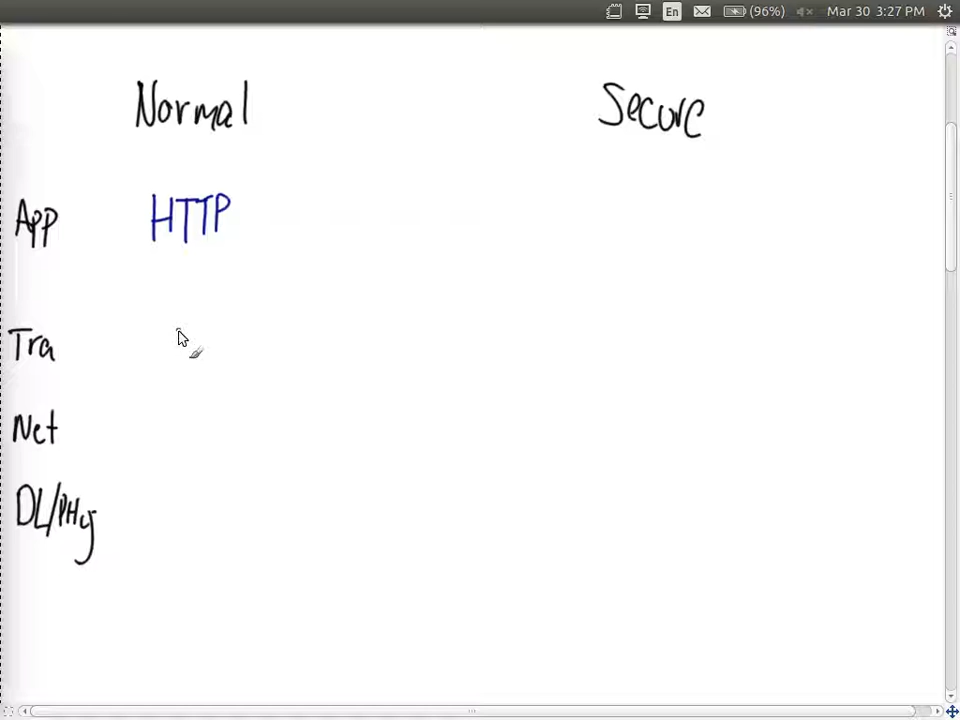 En (96%) Mar 30 3:27 PM
Normal Secure
App HTTP
Tra
Net
DL/PHy